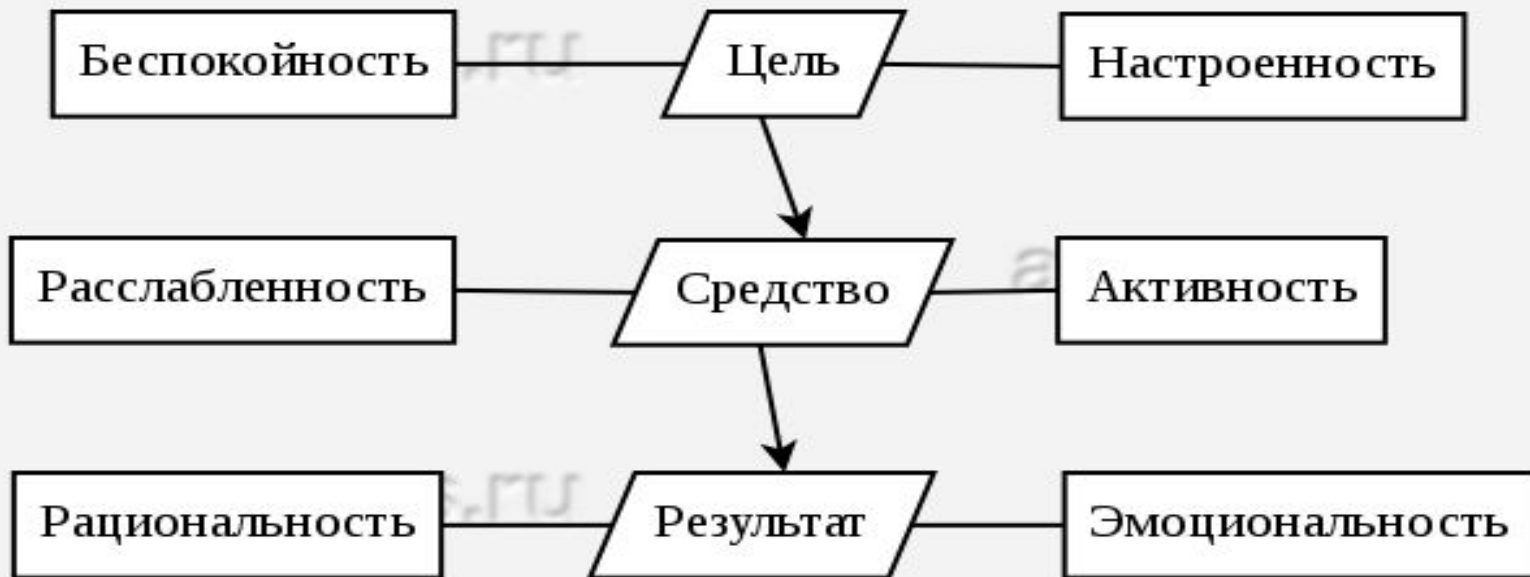 Беспокойность Цель Настроенность
Расслабленность Средство Активность
Рациональность Результат Эмоциональность